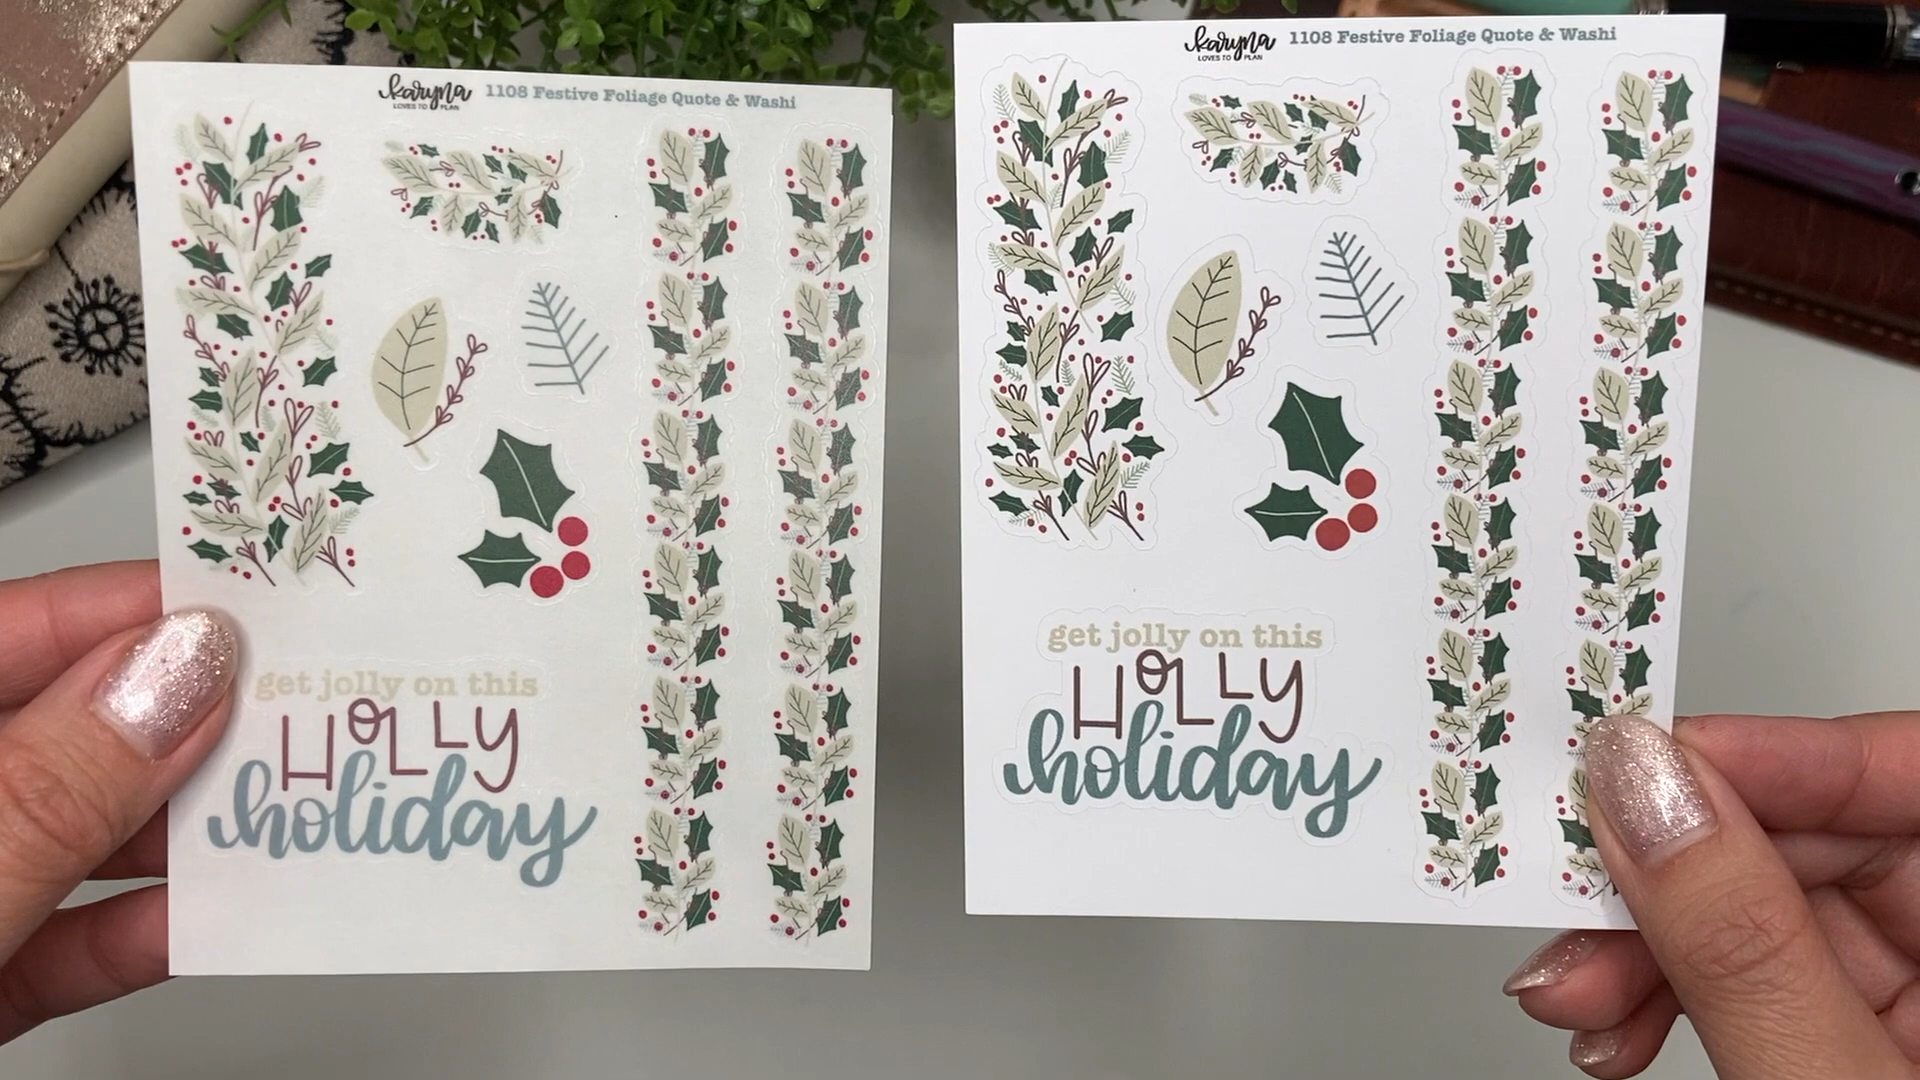 karyna
LOVES TO PLAN
1108 Festive Foliage Quote & Washi
get jolly on this
HOLLY
holiday
karyna
LOVES TO PLAN
1108 Festive Foliage Quote & Washi
get jolly on this
HOLLY
holiday